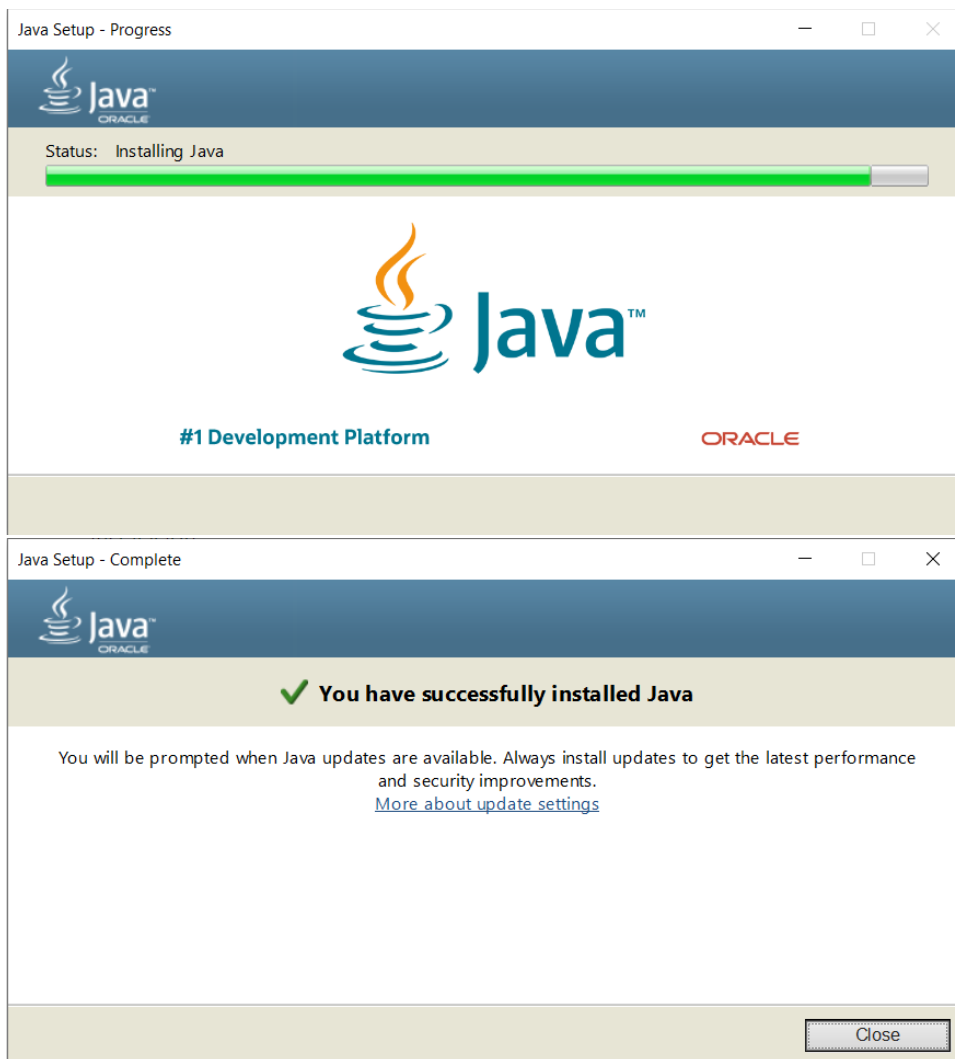 Java Setup - Progress
Java™
ORACLE
Status: Installing Java
Java™
#1 Development Platform
ORACLE
Java Setup - Complete
Java™
ORACLE
You have successfully installed Java
You will be prompted when Java updates are available. Always install updates to get the latest performance
and security improvements.
More about update settings
Close